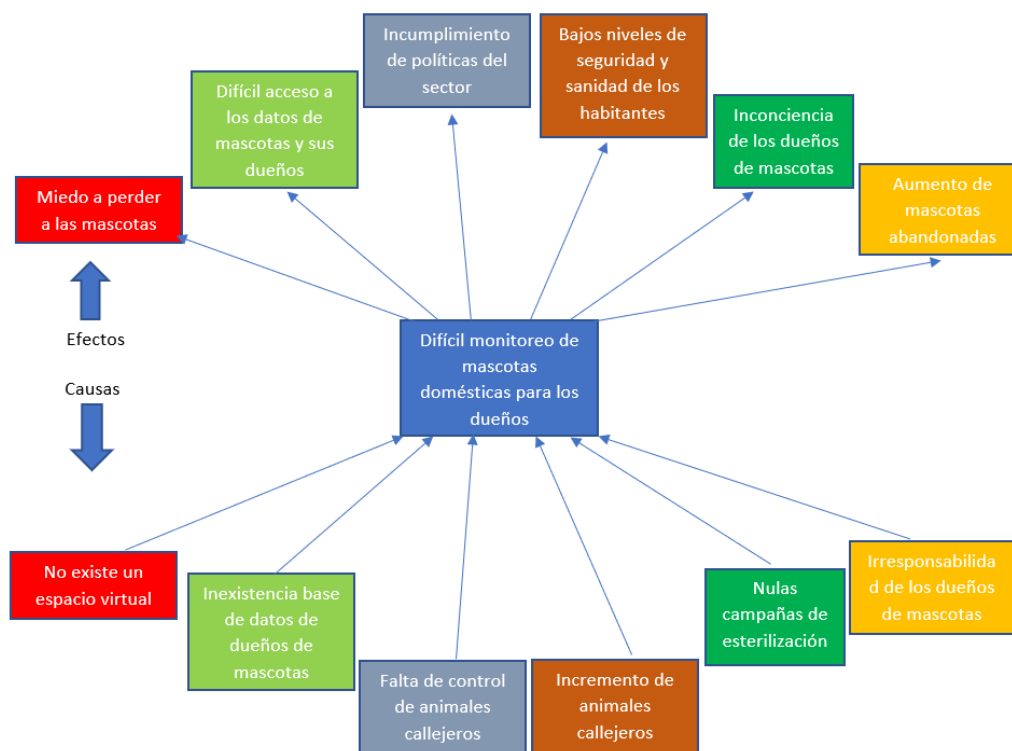 Incumplimiento
de políticas del
sector
Bajos niveles de
seguridad y
sanidad de los
habitantes
Difícil acceso a
los datos de
mascotas y sus
dueños
Inconciencia
de los dueños
de mascotas
Miedo a perder
a las mascotas
Aumento de
mascotas
abandonadas
Efectos
Causas
Difícil monitoreo de
mascotas
domésticas para los
dueños
No existe un
espacio virtual
Inexistencia base
de datos de
dueños de
mascotas
Falta de control
de animales
callejeros
Incremento de
animales
callejeros
Nulas
campañas de
esterilización
Irresponsabilida
d de los dueños
de mascotas